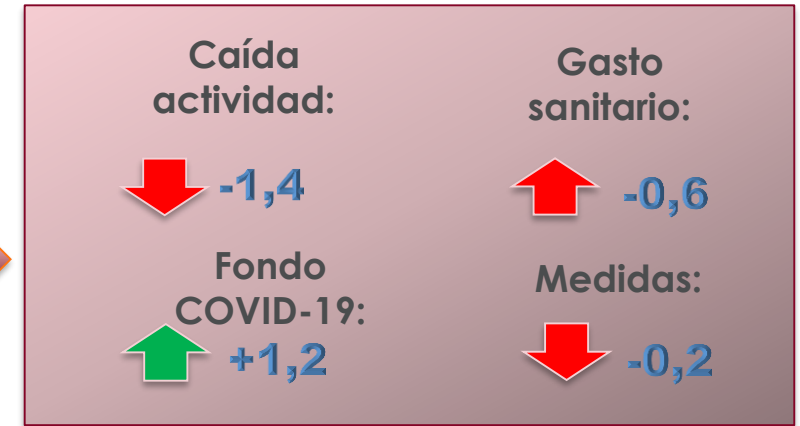 Caída
actividad:
-1,4
Gasto
sanitario:
-0,6
Fondo
COVID-19:
+1,2
Medidas:
-0,2